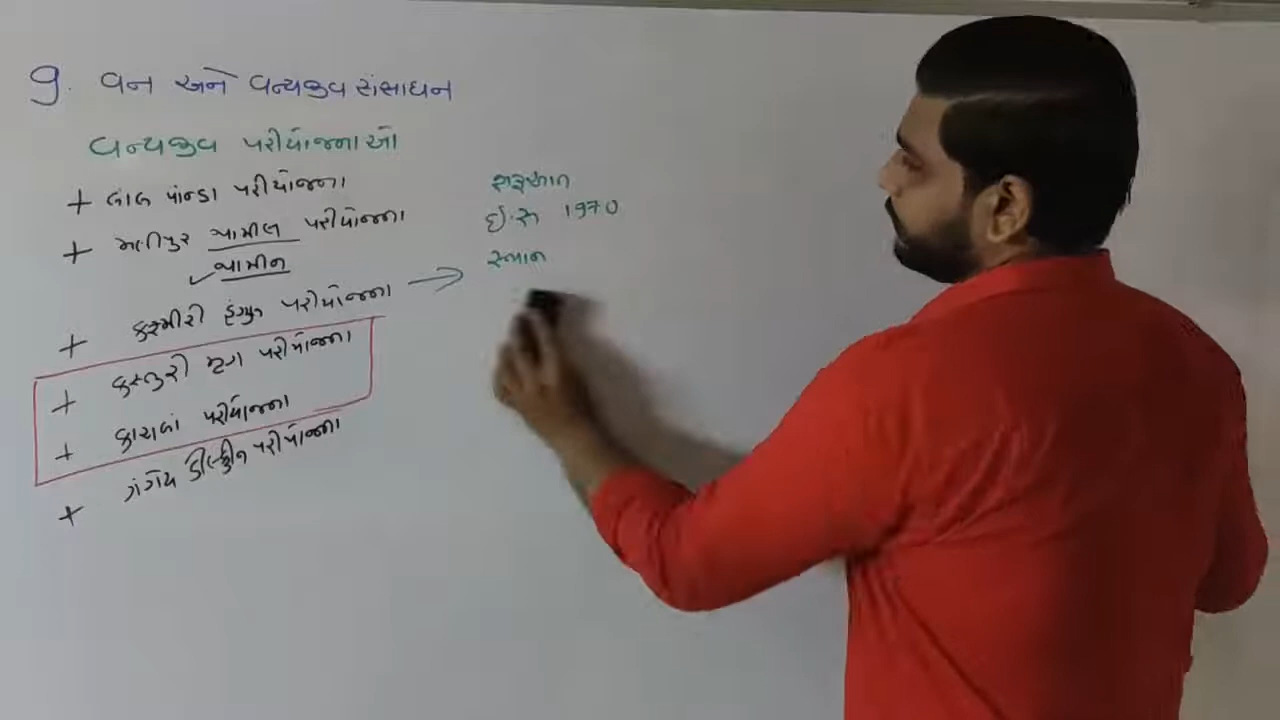 9. વન અને વન્યજીવ સંસાધન
વન્યજીવ પરીયોજનાઓ
+ લાલ પાંન્ડા પરીયોજના
+ મણીપુર થામીલ પરીયોજના
✓થામીન
+ કશ્મીરી હંગુલ પરીયોજના →
+ કસ્તુરી મૃગ પરીયોજના
+ કાચબાં પરીયોજના
+ ગંગેય ડોલ્ફીન પરીયોજના
શરૂઆત
ઈ.સ 1970
સ્થાન